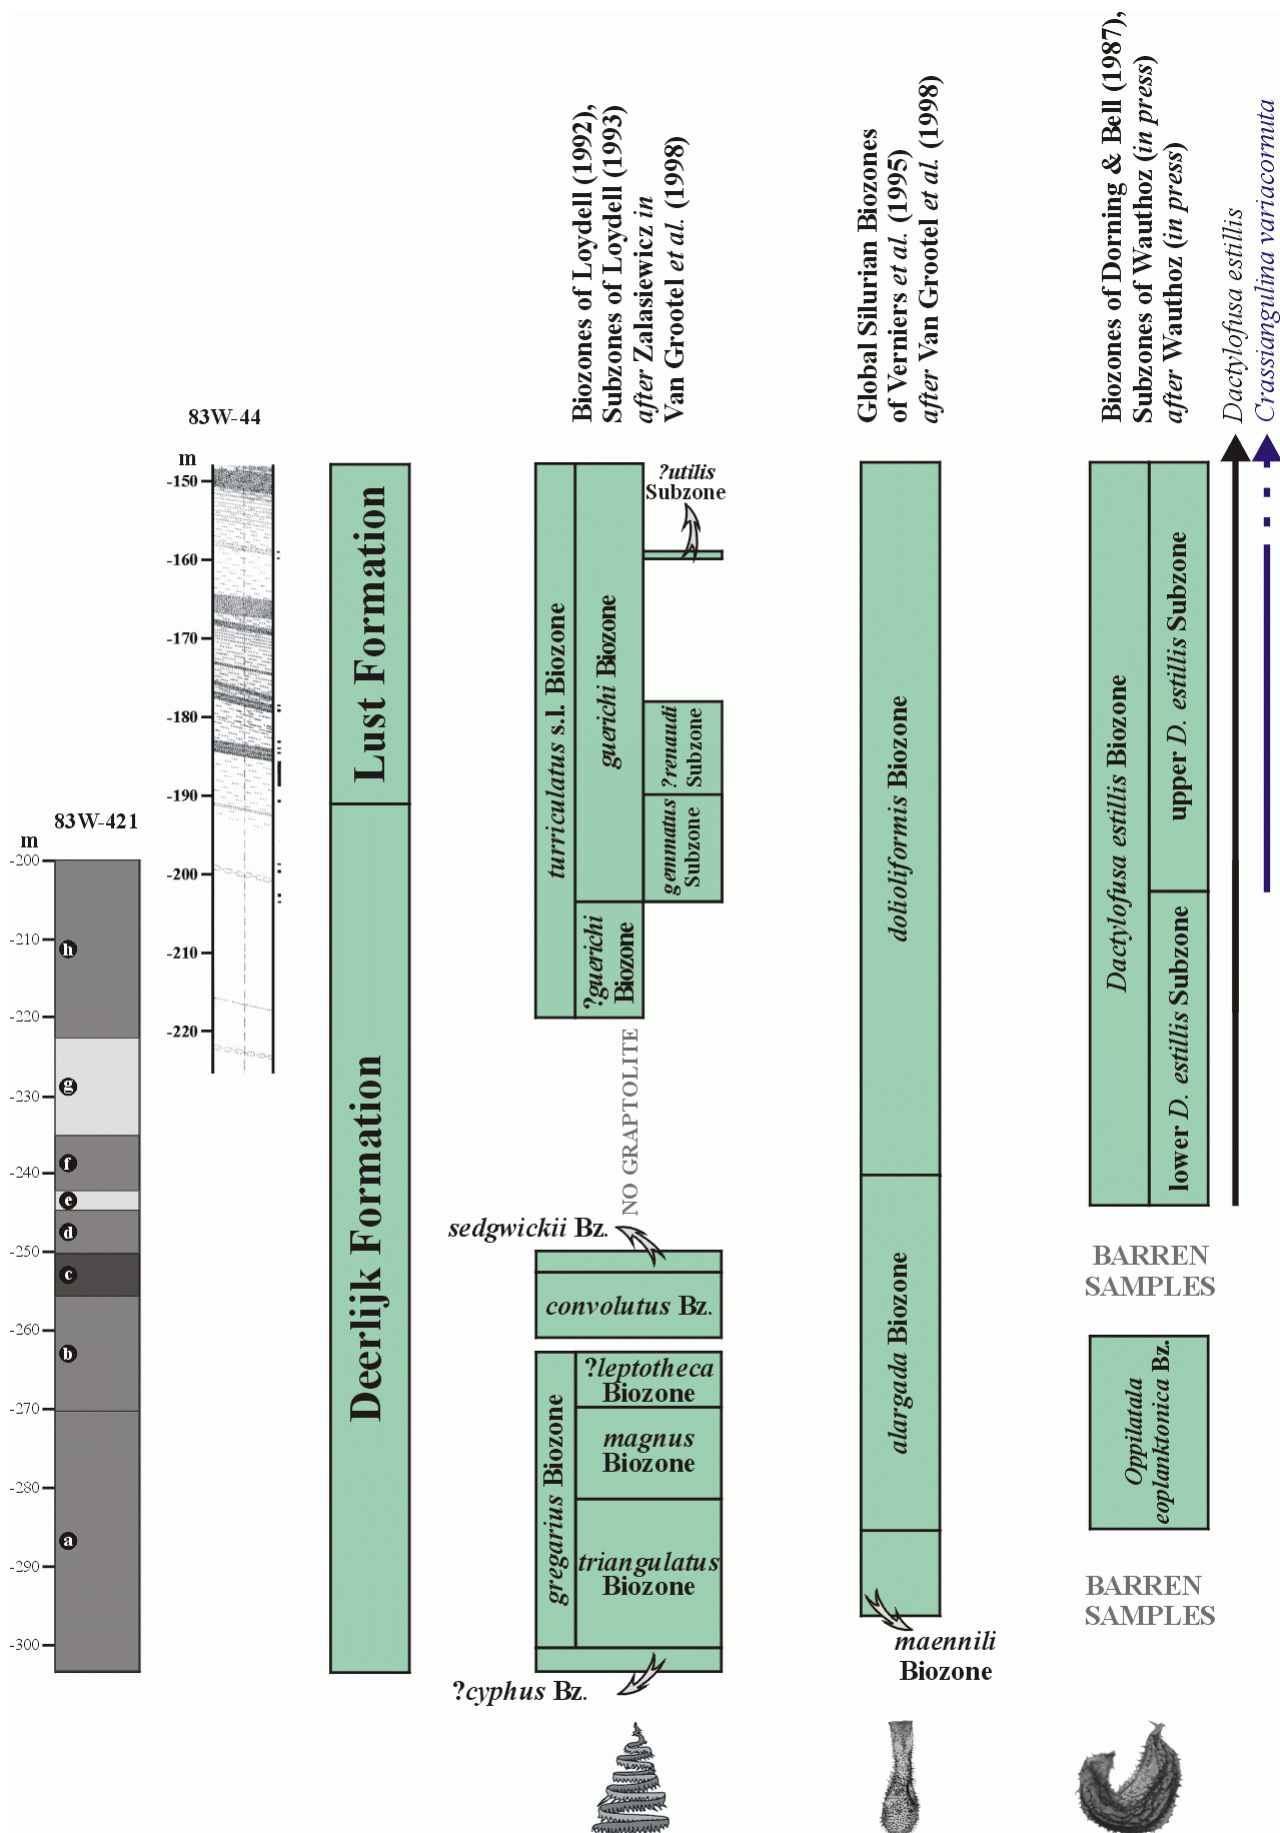 Biozones of Loydell (1992),
Subzones of Loydell (1993)
after Zalasiewicz in
Van Grootel et al. (1998)
Global Silurian Biozones
of Verniers et al. (1995)
after Van Grootel et al. (1998)
Biozones of Dorning & Bell (1987),
Subzones of Wauthoz (in press)
after Wauthoz (in press)
Dactylofusa estillis
Crassiangulina variacornuta
83W-44
m
-150
-160
-170
-180
-190
-200
-210
-220
83W-421
m
-200
-210
-220
-230
-240
-250
-260
-270
-280
-290
-300
h
g
f
e
d
c
b
a
Lust Formation
Deerlijk Formation
turriculatus s.l. Biozone
guerichi Biozone
?utilis
Subzone
?renaudi
Subzone
gemmatus
Subzone
?guerichi
Biozone
NO GRAPTOLITE
sedgwickii Bz.
convolutus Bz.
gregarius Biozone
?leptotheca
Biozone
magnus
Biozone
triangulatus
Biozone
?cyphus Bz.
dolioliformis Biozone
alargada Biozone
maennili
Biozone
Dactylofusa estillis Biozone
upper D. estillis Subzone
lower D. estillis Subzone
BARREN
SAMPLES
Oppilatala
eoplanktonica Bz.
BARREN
SAMPLES